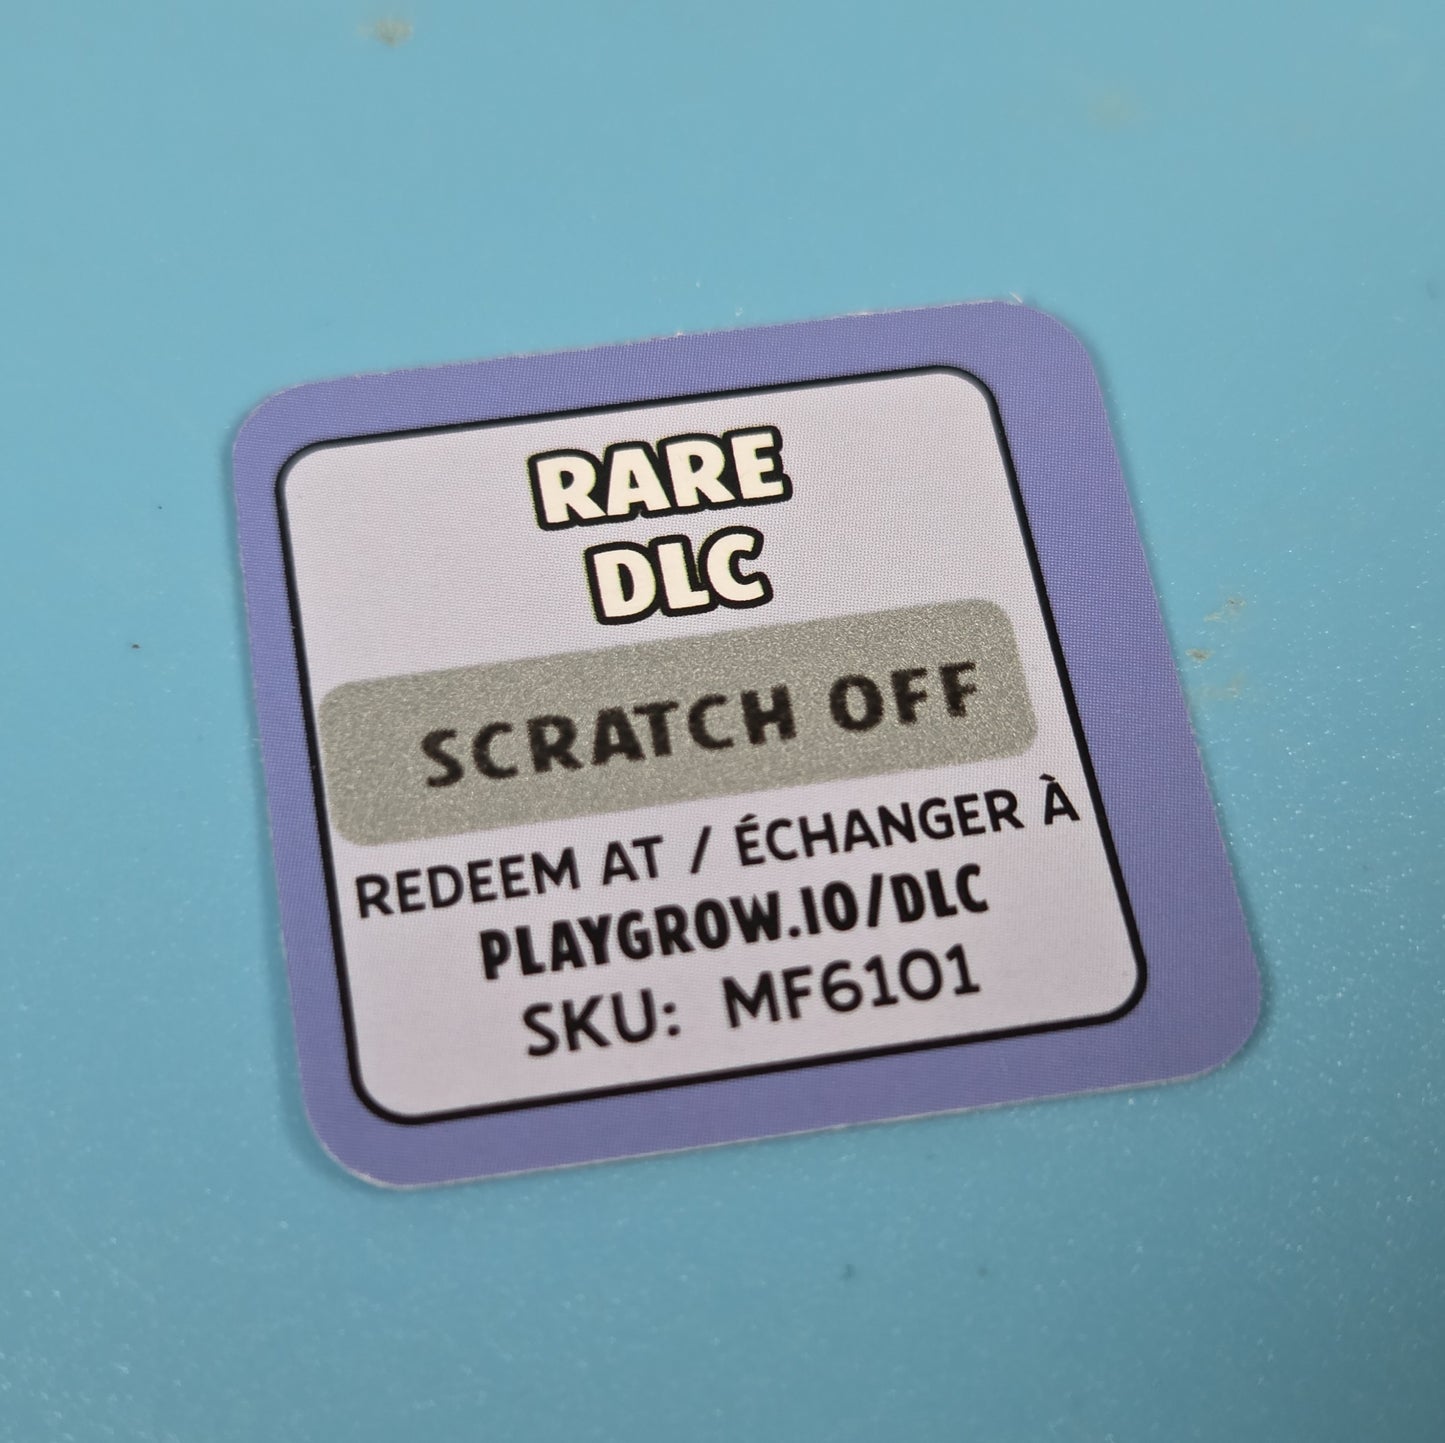 RARE
DLC
SCRATCH OFF
REDEEM AT / ÉCHANGER À
PLAYGROW.IO/DLC
SKU: MF6101